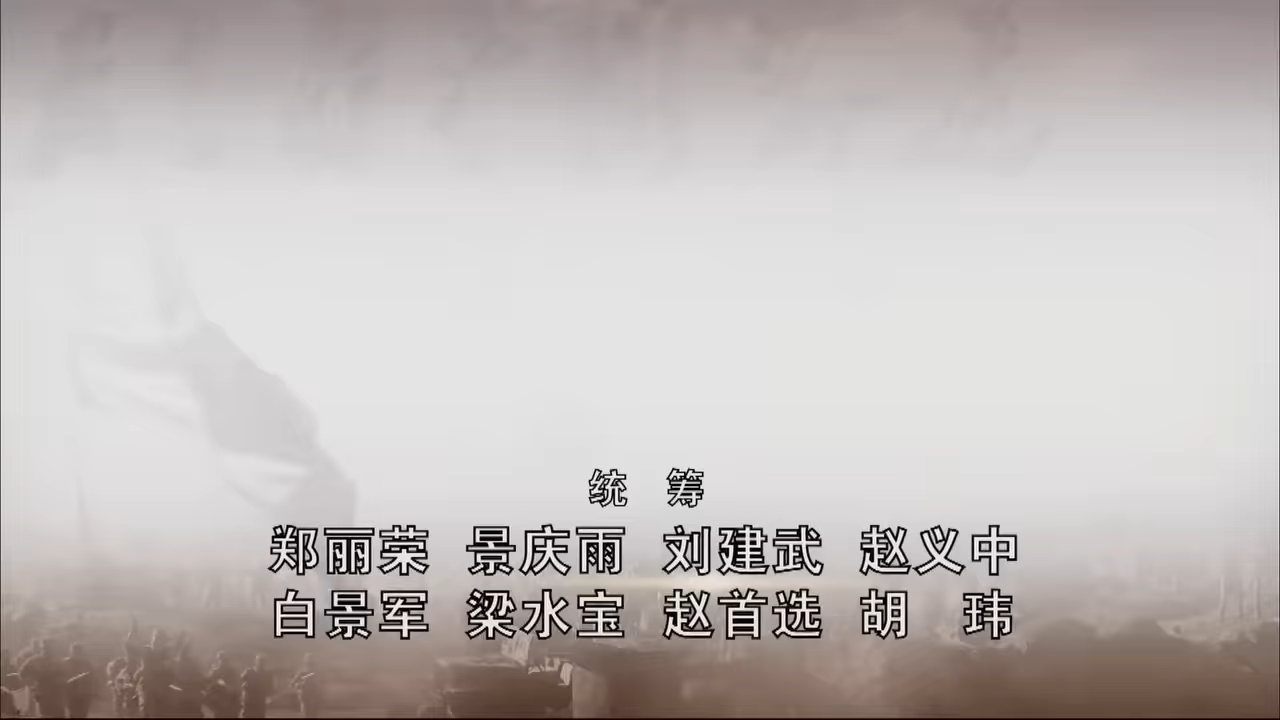 统 筹
郑丽荣 景庆雨 刘建武 赵义中
白景军 梁水宝 赵首选 胡 玮